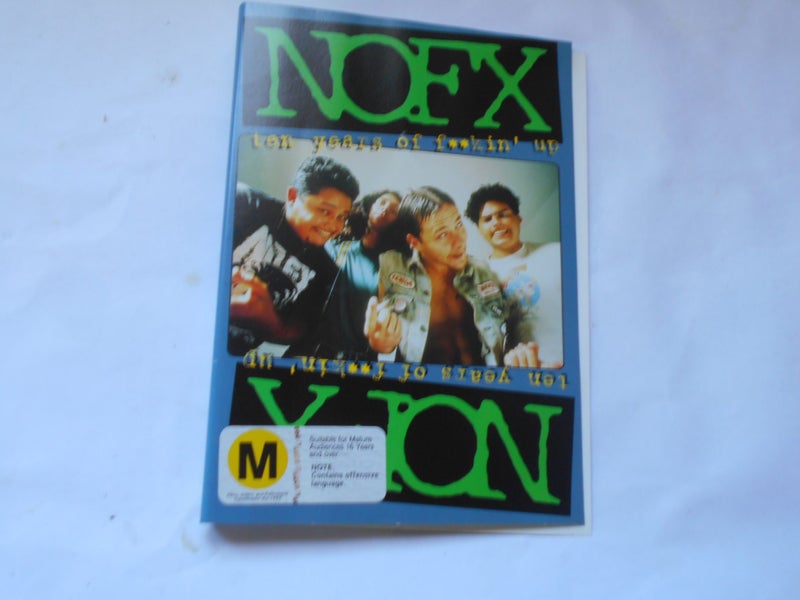 NOFX
ten years of f**kin' up
ten years of f**kin' up
NOFX
M
Suitable for Mature
Audiences 16 Years
and over.
NOTE
Contains offensive
language.